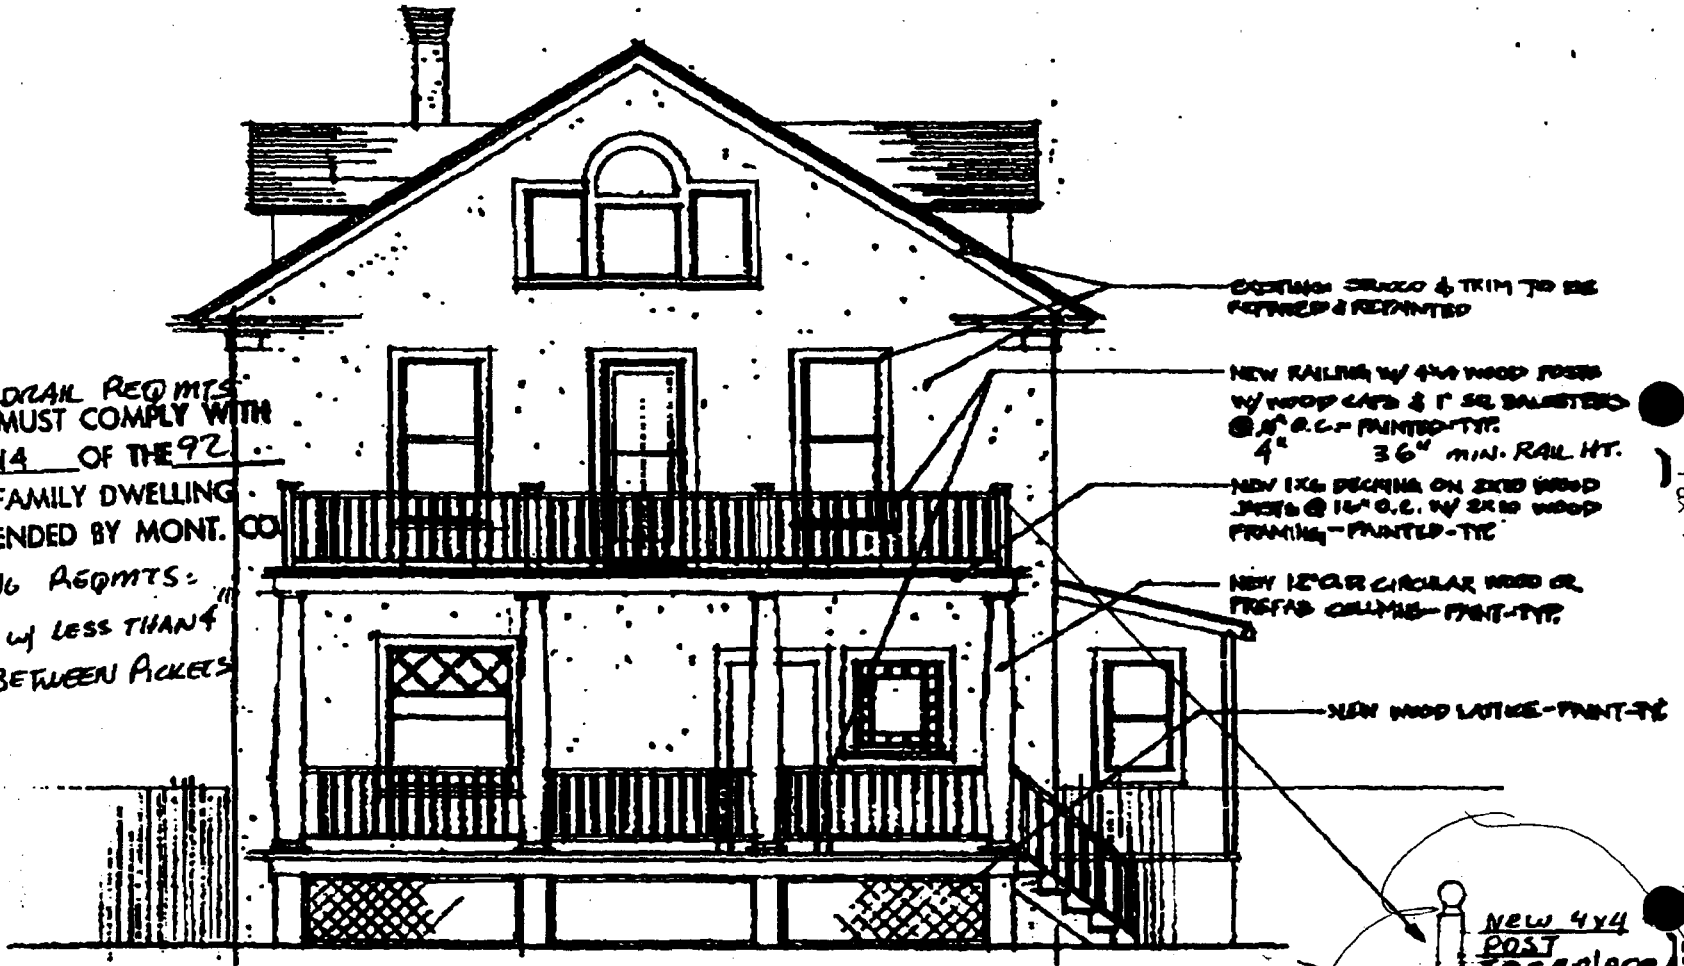 DRAIL REQMTS
MUST COMPLY WITH
14 OF THE 92
FAMILY DWELLING
ENDED BY MONT. CO.
REQMTS:
W/ LESS THAN 4"
BETWEEN PICKETS
EXISTING STUCCO & TRIM TO BE
REPAIRED & REPAINTED
NEW RAILING W/ 4x4 WOOD POSTS
W/ WOOD CAPS & 1" SQ. BALUSTERS
@ O.C. - PAINTED-TYP.
4" 36" MIN. RAIL HT.
NEW 1X6 DECKING ON 2X10 WOOD
JOISTS @ 16" O.C. W/ 2X10 WOOD
FRAMING - PAINTED - TYP.
NEW 12" CIRCULAR WOOD OR
PREFAB COLUMNS - PAINT-TYP.
NEW WOOD LATTICE - PAINT-TYP.
NEW 4x4
POST